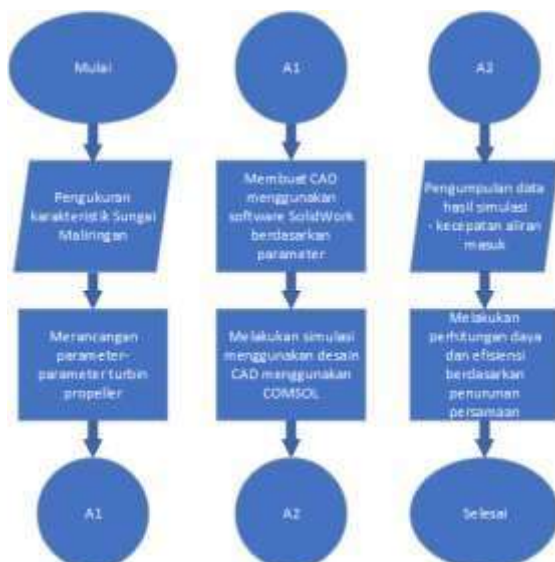 Mulai
Pengukuran
karakteristik Sungai
Maliringan
Merancangan
parameter-
parameter turbin
propeller
A1
A1
Membuat CAD
menggunakan
software SolidWork
berdasarkan
parameter
Melakukan simulasi
menggunakan desain
CAD menggunakan
COMSOL
A2
A2
Pengumpulan data
hasil simulasi
- kecepatan aliran
masuk
Melakukan
perhitungan daya
dan efisiensi
berdasarkan
penurunan
persamaan
Selesai